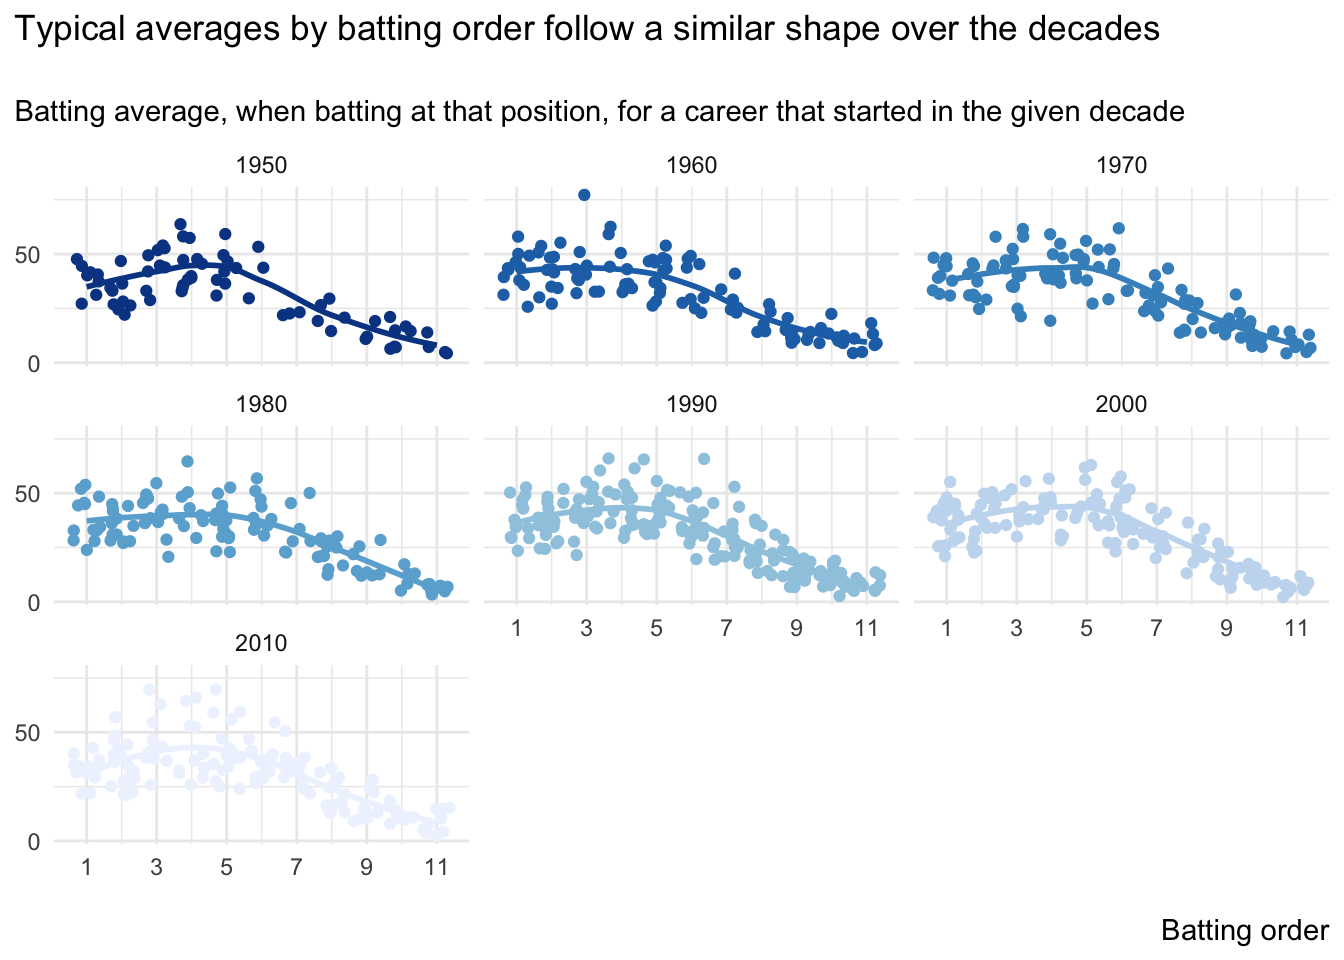 Typical averages by batting order follow a similar shape over the decades
Batting average, when batting at that position, for a career that started in the given decade
1950 1960 1970
50
0
1980 1990 2000
50
0
1 3 5 7 9 11 1 3 5 7 9 11
2010
50
0
1 3 5 7 9 11
Batting order